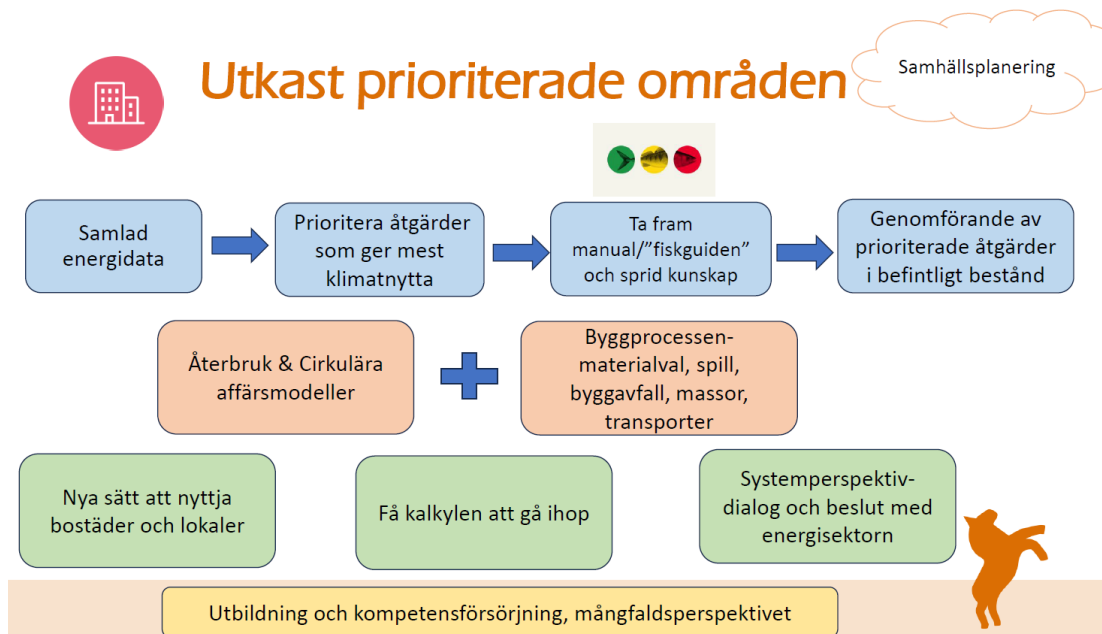 Utkast prioriterade områden
Samhällsplanering
Samlad
energidata
Prioritera åtgärder
som ger mest
klimatnytta
Ta fram
manual/”fiskguiden”
och sprid kunskap
Genomförande av
prioriterade åtgärder
i befintligt bestånd
Återbruk & Cirkulära
affärsmodeller
Byggprocessen-
materialval, spill,
byggavfall, massor,
transporter
Nya sätt att nyttja
bostäder och lokaler
Få kalkylen att gå ihop
Systemperspektiv-
dialog och beslut med
energisektorn
Utbildning och kompetensförsörjning, mångfaldsperspektivet